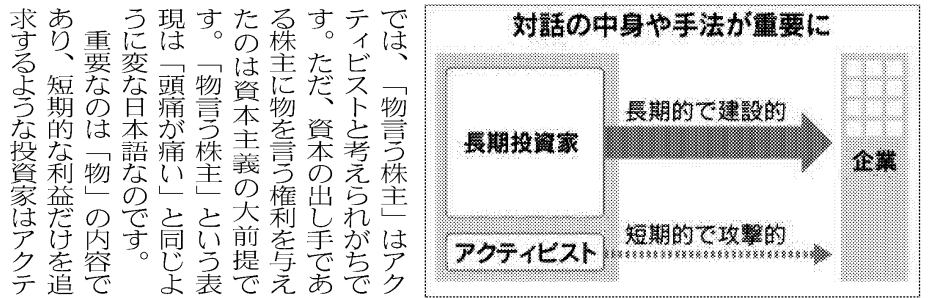 では、「物言う株主」はアク
ティビストと考えられがちで
す。ただ、資本の出し手であ
る株主に物を言う権利を与え
たのは資本主義の大前提で
す。「物言う株主」という表
現は「頭痛が痛い」と同じよ
うに変な日本語なのです。
重要なのは「物」の内容で
あり、短期的な利益だけを追
求するような投資家はアクテ
対話の中身や手法が重要に
長期投資家
長期的で建設的
企業
アクティビスト
短期的で攻撃的